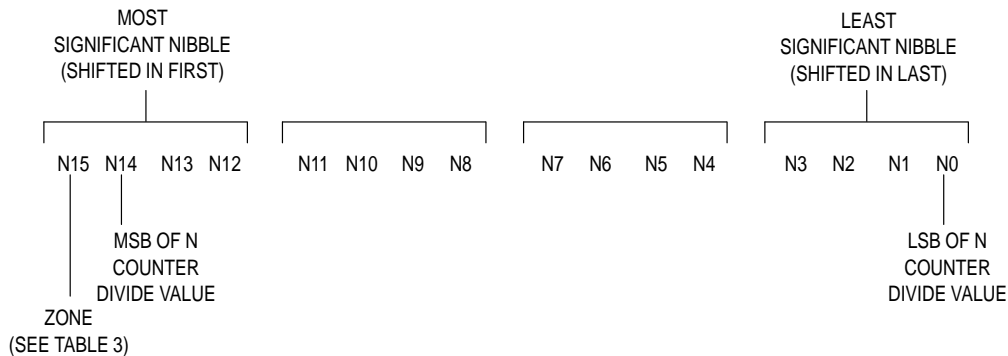 MOST
SIGNIFICANT NIBBLE
(SHIFTED IN FIRST)
LEAST
SIGNIFICANT NIBBLE
(SHIFTED IN LAST)
N15 N14 N13 N12 N11 N10 N9 N8 N7 N6 N5 N4 N3 N2 N1 N0
MSB OF N
COUNTER
DIVIDE VALUE
LSB OF N
COUNTER
DIVIDE VALUE
ZONE
(SEE TABLE 3)